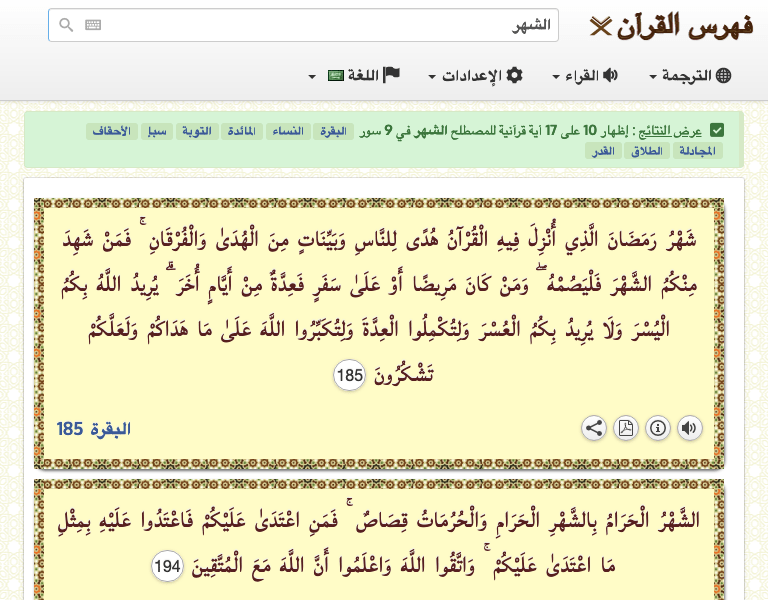 فهرس القرآن
الشهر
الترجمة القراء الإعدادات اللغة
عرض النتائج : إظهار 10 على 17 آية قرآنية للمصطلح الشهر في 9 سور البقرة النساء المائدة التوبة سبإ الأحقاف
المجادلة الطلاق القدر
شَهْرُ رَمَضَانَ الَّذِي أُنْزِلَ فِيهِ الْقُرْآنُ هُدًى لِلنَّاسِ وَبَيِّنَاتٍ مِنَ الْهُدَىٰ وَالْفُرْقَانِ ۚ فَمَنْ شَهِدَ
مِنْكُمُ الشَّهْرَ فَلْيَصُمْهُ ۖ وَمَنْ كَانَ مَرِيضًا أَوْ عَلَىٰ سَفَرٍ فَعِدَّةٌ مِنْ أَيَّامٍ أُخَرَ ۗ يُرِيدُ اللَّهُ بِكُمُ
الْيُسْرَ وَلَا يُرِيدُ بِكُمُ الْعُسْرَ وَلِتُكْمِلُوا الْعِدَّةَ وَلِتُكَبِّرُوا اللَّهَ عَلَىٰ مَا هَدَاكُمْ وَلَعَلَّكُمْ
تَشْكُرُونَ 185
البقرة 185
الشَّهْرُ الْحَرَامُ بِالشَّهْرِ الْحَرَامِ وَالْحُرُمَاتُ قِصَاصٌ ۚ فَمَنِ اعْتَدَىٰ عَلَيْكُمْ فَاعْتَدُوا عَلَيْهِ بِمِثْلِ
مَا اعْتَدَىٰ عَلَيْكُمْ ۚ وَاتَّقُوا اللَّهَ وَاعْلَمُوا أَنَّ اللَّهَ مَعَ الْمُتَّقِينَ 194